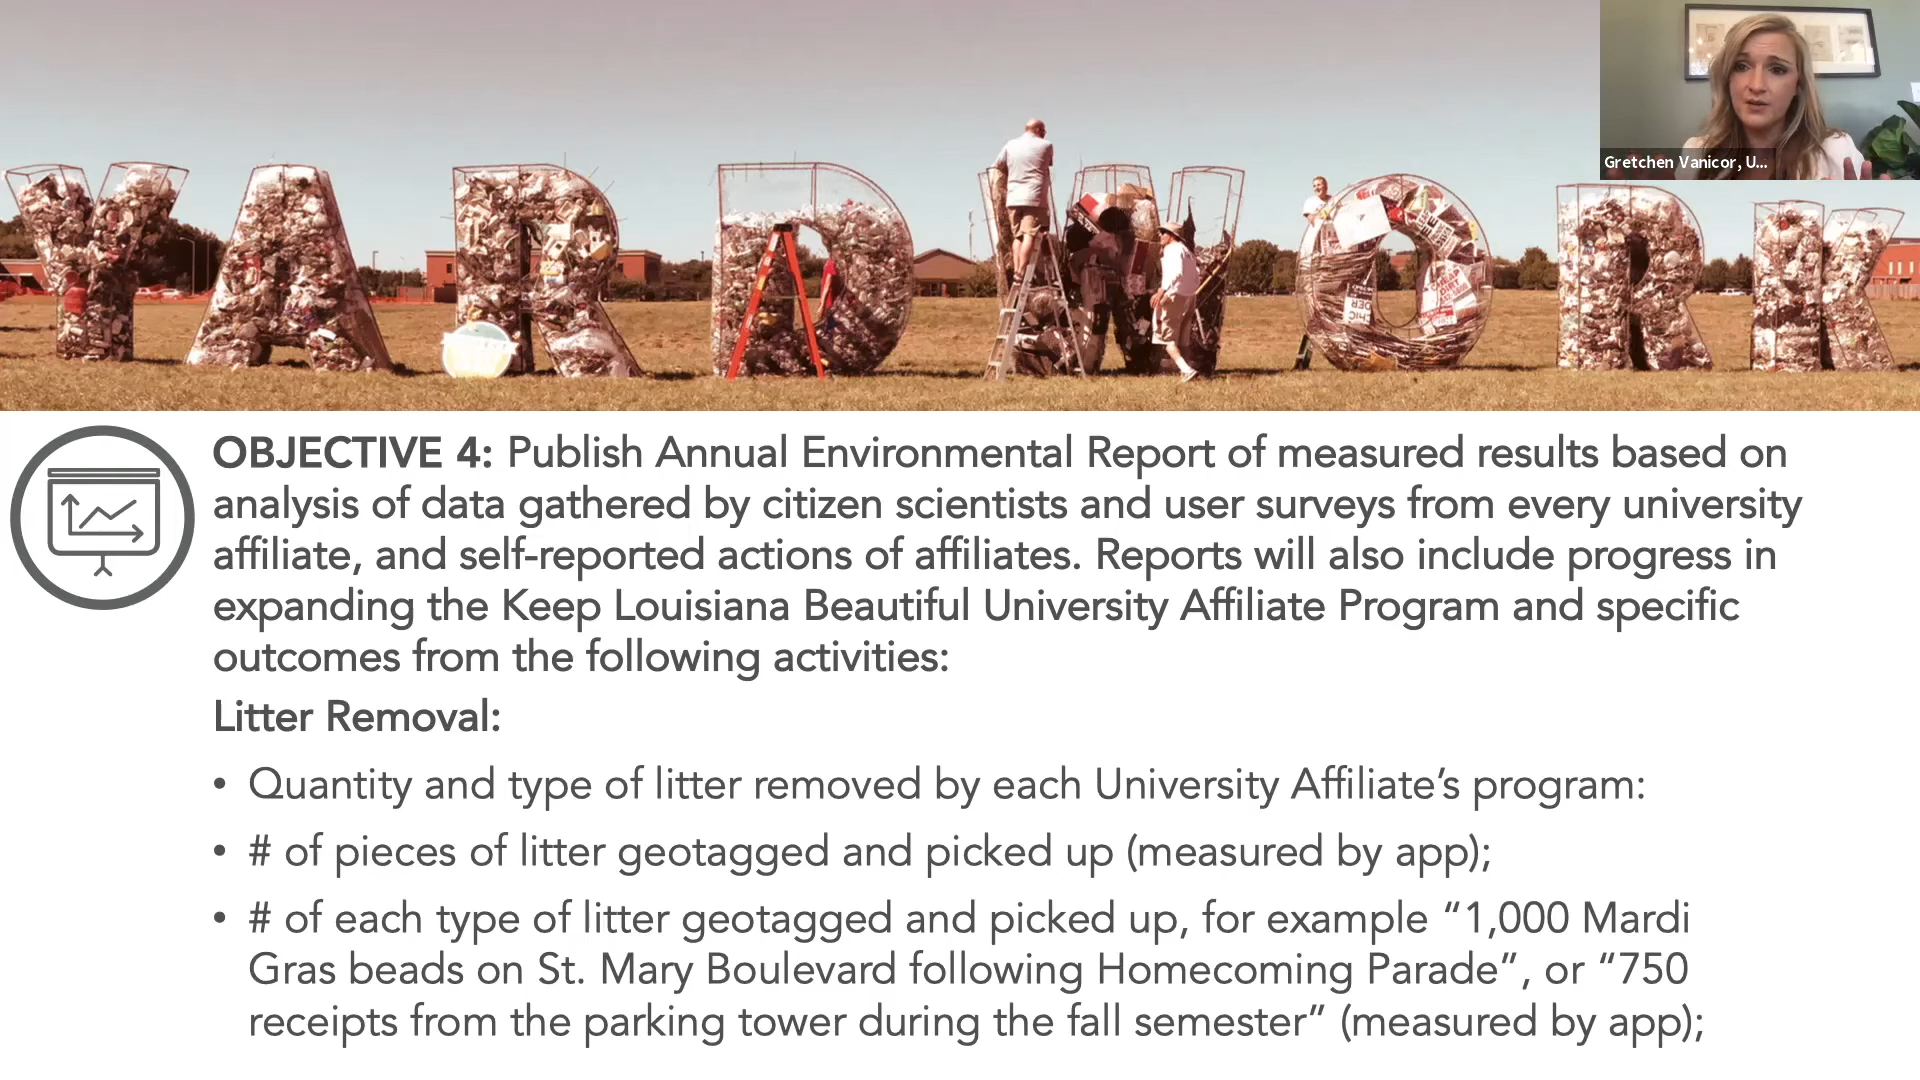 Gretchen Vanicor, U...
YARDWORK
OBJECTIVE 4: Publish Annual Environmental Report of measured results based on
analysis of data gathered by citizen scientists and user surveys from every university
affiliate, and self-reported actions of affiliates. Reports will also include progress in
expanding the Keep Louisiana Beautiful University Affiliate Program and specific
outcomes from the following activities:
Litter Removal:
• Quantity and type of litter removed by each University Affiliate’s program:
• # of pieces of litter geotagged and picked up (measured by app);
• # of each type of litter geotagged and picked up, for example “1,000 Mardi
Gras beads on St. Mary Boulevard following Homecoming Parade”, or “750
receipts from the parking tower during the fall semester” (measured by app);